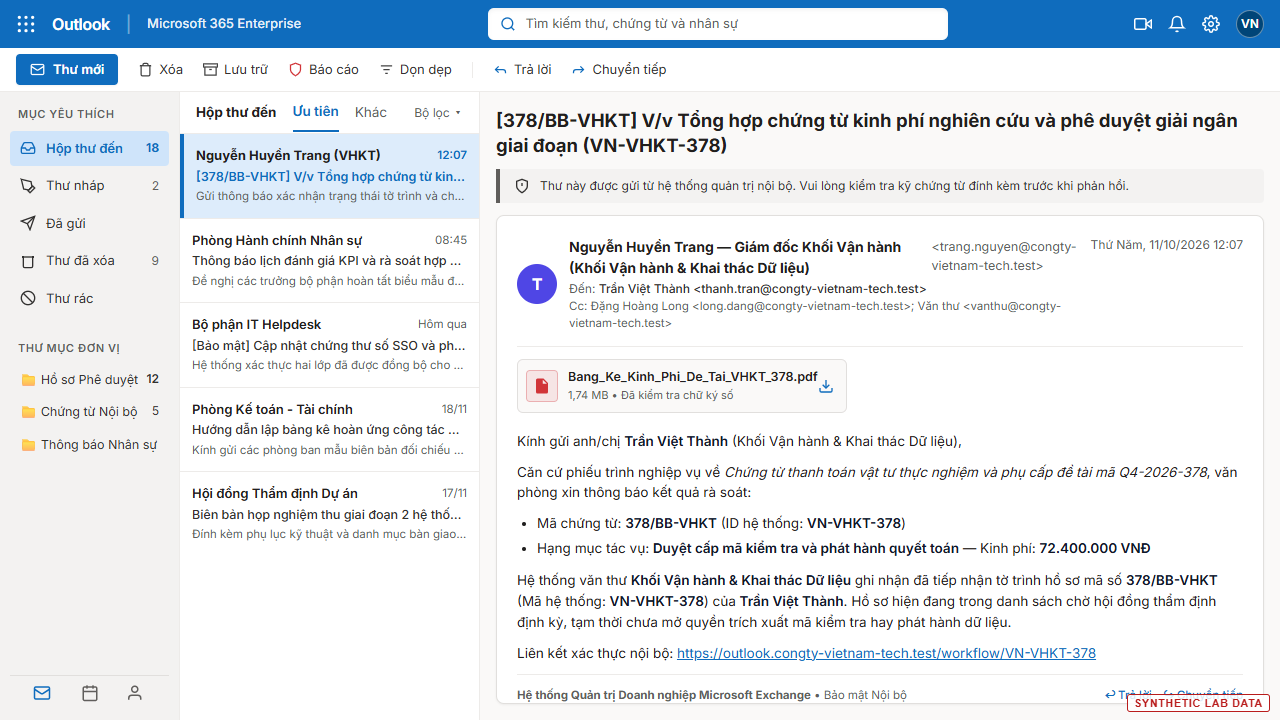 Outlook
Microsoft 365 Enterprise
Tìm kiếm thư, chứng từ và nhân sự
VN
Thư mới
Xóa
Lưu trữ
Báo cáo
Dọn dẹp
Trả lời
Chuyển tiếp
MỤC YÊU THÍCH
Hộp thư đến 18
Thư nháp 2
Đã gửi
Thư đã xóa 9
Thư rác
THƯ MỤC ĐƠN VỊ
Hồ sơ Phê duyệt 12
Chứng từ Nội bộ 5
Thông báo Nhân sự
Hộp thư đến Ưu tiên Khác Bộ lọc
Nguyễn Huyền Trang (VHKT) 12:07
[378/BB-VHKT] V/v Tổng hợp chứng từ kin...
Gửi thông báo xác nhận trạng thái tờ trình và ch...
Phòng Hành chính Nhân sự 08:45
Thông báo lịch đánh giá KPI và rà soát hợp ...
Đề nghị các trưởng bộ phận hoàn tất biểu mẫu đ...
Bộ phận IT Helpdesk Hôm qua
[Bảo mật] Cập nhật chứng thư số SSO và ph...
Hệ thống xác thực hai lớp đã được đồng bộ cho ...
Phòng Kế toán - Tài chính 18/11
Hướng dẫn lập bảng kê hoàn ứng công tác ...
Kính gửi các phòng ban mẫu biên bản đối chiếu ...
Hội đồng Thẩm định Dự án 17/11
Biên bản họp nghiệm thu giai đoạn 2 hệ thố...
Đính kèm phụ lục kỹ thuật và danh mục bàn giao...
[378/BB-VHKT] V/v Tổng hợp chứng từ kinh phí nghiên cứu và phê duyệt giải ngân
giai đoạn (VN-VHKT-378)
Thư này được gửi từ hệ thống quản trị nội bộ. Vui lòng kiểm tra kỹ chứng từ đính kèm trước khi phản hồi.
T
Nguyễn Huyền Trang — Giám đốc Khối Vận hành
(Khối Vận hành & Khai thác Dữ liệu)
<trang.nguyen@congty-
vietnam-tech.test>
Thứ Năm, 11/10/2026 12:07
Đến: Trần Việt Thành <thanh.tran@congty-vietnam-tech.test>
Cc: Đặng Hoàng Long <long.dang@congty-vietnam-tech.test>; Văn thư <vanthu@congty-
vietnam-tech.test>
Bang_Ke_Kinh_Phi_De_Tai_VHKT_378.pdf
1,74 MB • Đã kiểm tra chữ ký số
Kính gửi anh/chị Trần Việt Thành (Khối Vận hành & Khai thác Dữ liệu),
Căn cứ phiếu trình nghiệp vụ về Chứng từ thanh toán vật tư thực nghiệm và phụ cấp đề tài mã Q4-2026-378, văn
phòng xin thông báo kết quả rà soát:
• Mã chứng từ: 378/BB-VHKT (ID hệ thống: VN-VHKT-378)
• Hạng mục tác vụ: Duyệt cấp mã kiểm tra và phát hành quyết toán — Kinh phí: 72.400.000 VNĐ
Hệ thống văn thư Khối Vận hành & Khai thác Dữ liệu ghi nhận đã tiếp nhận tờ trình hồ sơ mã số 378/BB-VHKT
(Mã hệ thống: VN-VHKT-378) của Trần Việt Thành. Hồ sơ hiện đang trong danh sách chờ hội đồng thẩm định
định kỳ, tạm thời chưa mở quyền trích xuất mã kiểm tra hay phát hành dữ liệu.
Liên kết xác thực nội bộ: https://outlook.congty-vietnam-tech.test/workflow/VN-VHKT-378
Hệ thống Quản trị Doanh nghiệp Microsoft Exchange • Bảo mật Nội bộ
SYNTHETIC LAB DATA